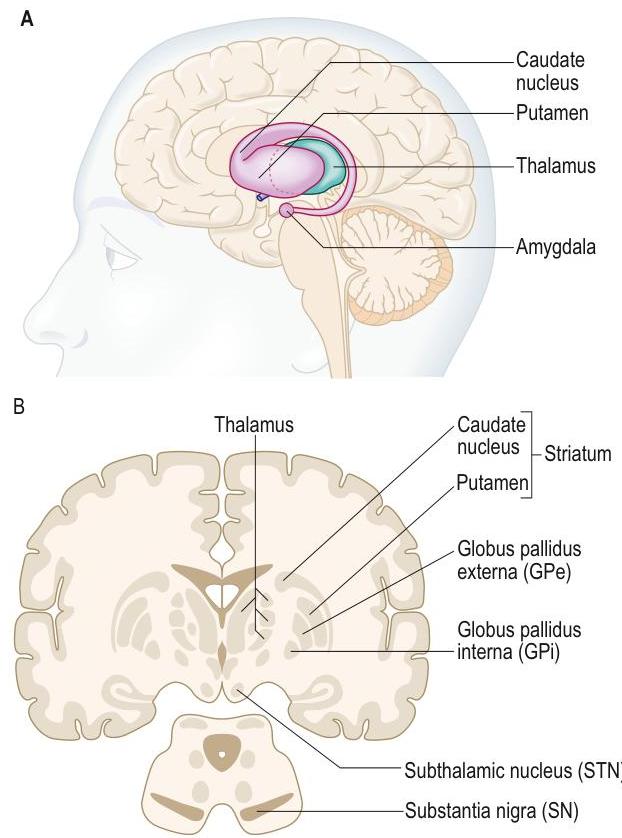 A
Caudate
nucleus
Putamen
Thalamus
Amygdala
B
Thalamus
Caudate
nucleus
Striatum
Putamen
Globus pallidus
externa (GPe)
Globus pallidus
interna (GPi)
Subthalamic nucleus (STN)
Substantia nigra (SN)